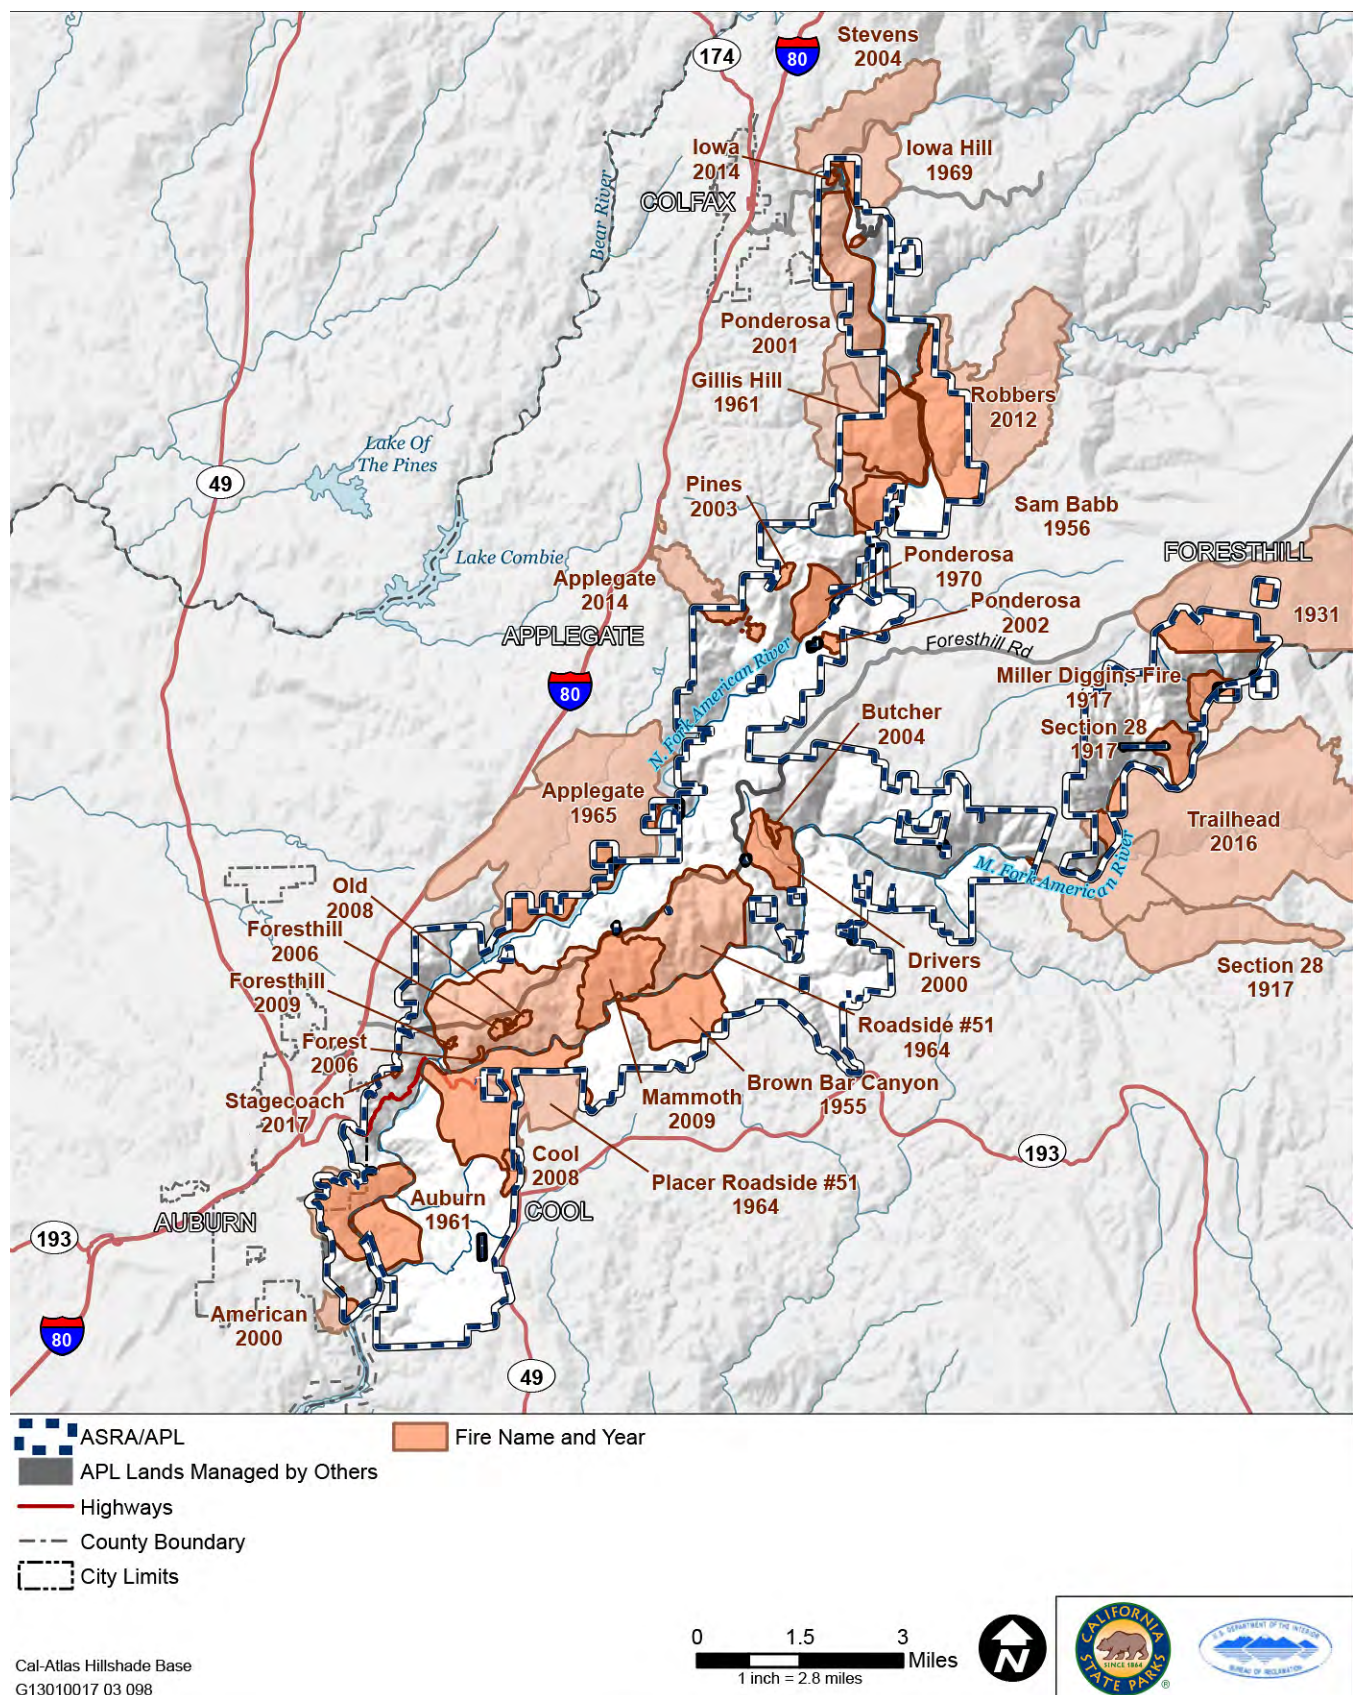 Stevens
2004
174
80
Iowa
2014
Iowa Hill
1969
COLFAX
Bear River
Ponderosa
2001
Gillis Hill
1961
Robbers
2012
Lake Of
The Pines
49
Pines
2003
Sam Babb
1956
Lake Combie
Ponderosa
1970
FORESTHILL
Applegate
2014
Ponderosa
2002
1931
APPLEGATE
Foresthill Rd
N. Fork American River
Miller Diggins Fire
1917
80
Butcher
2004
Section 28
1917
Applegate
1965
Trailhead
2016
M. Fork American River
Old
2008
Foresthill
2006
Drivers
2000
Section 28
1917
Foresthill
2009
Roadside #51
1964
Forest
2006
Stagecoach
2017
Mammoth
2009
Brown Bar Canyon
1955
193
Cool
2008
Placer Roadside #51
1964
Auburn
1961
AUBURN
COOL
193
American
2000
80
49
ASRA/APL
Fire Name and Year
APL Lands Managed by Others
Highways
County Boundary
City Limits
0 1.5 3
Miles
1 inch = 2.8 miles
N
CALIFORNIA
SINCE 1864
STATE PARKS
®
U.S. DEPARTMENT OF THE INTERIOR
BUREAU OF RECLAMATION
Cal-Atlas Hillshade Base
G13010017 03 098